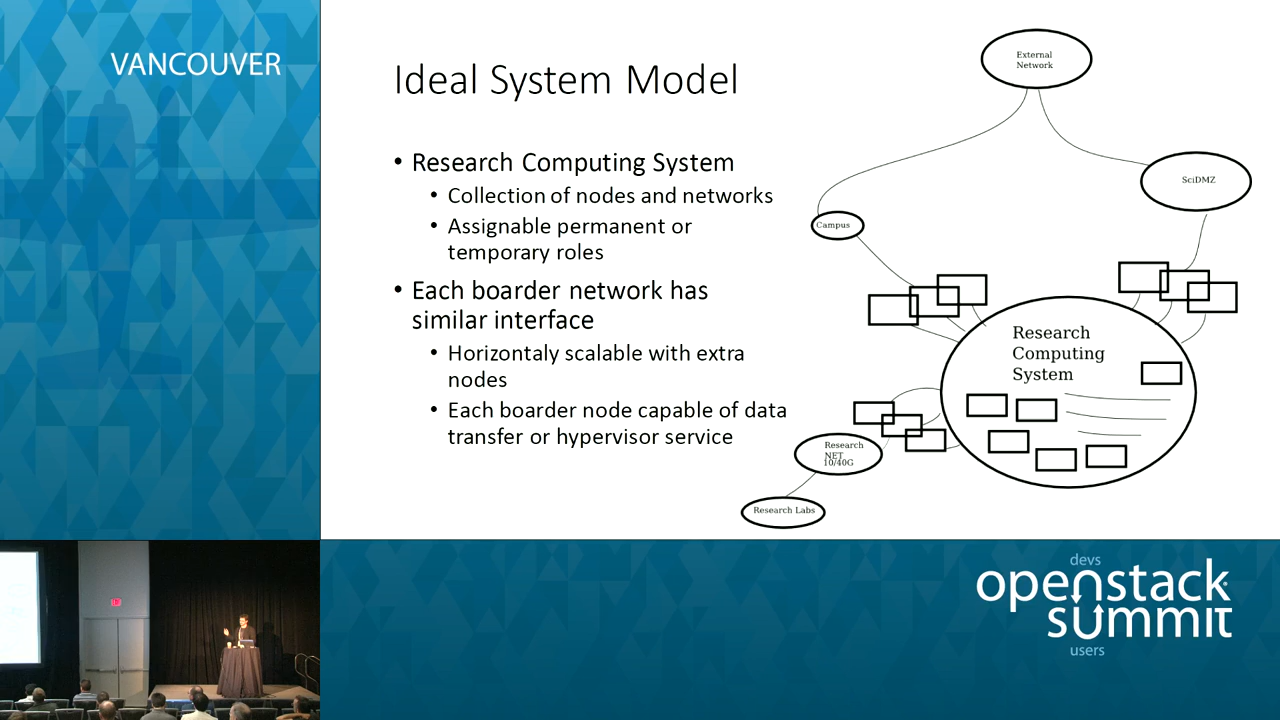 VANCOUVER
Ideal System Model
• Research Computing System
• Collection of nodes and networks
• Assignable permanent or
temporary roles
• Each boarder network has
similar interface
• Horizontaly scalable with extra
nodes
• Each boarder node capable of data
transfer or hypervisor service
External
Network
SciDMZ
Campus
Research
Computing
System
Research
NET
10/40G
Research Labs
devs
openstack
summit
users